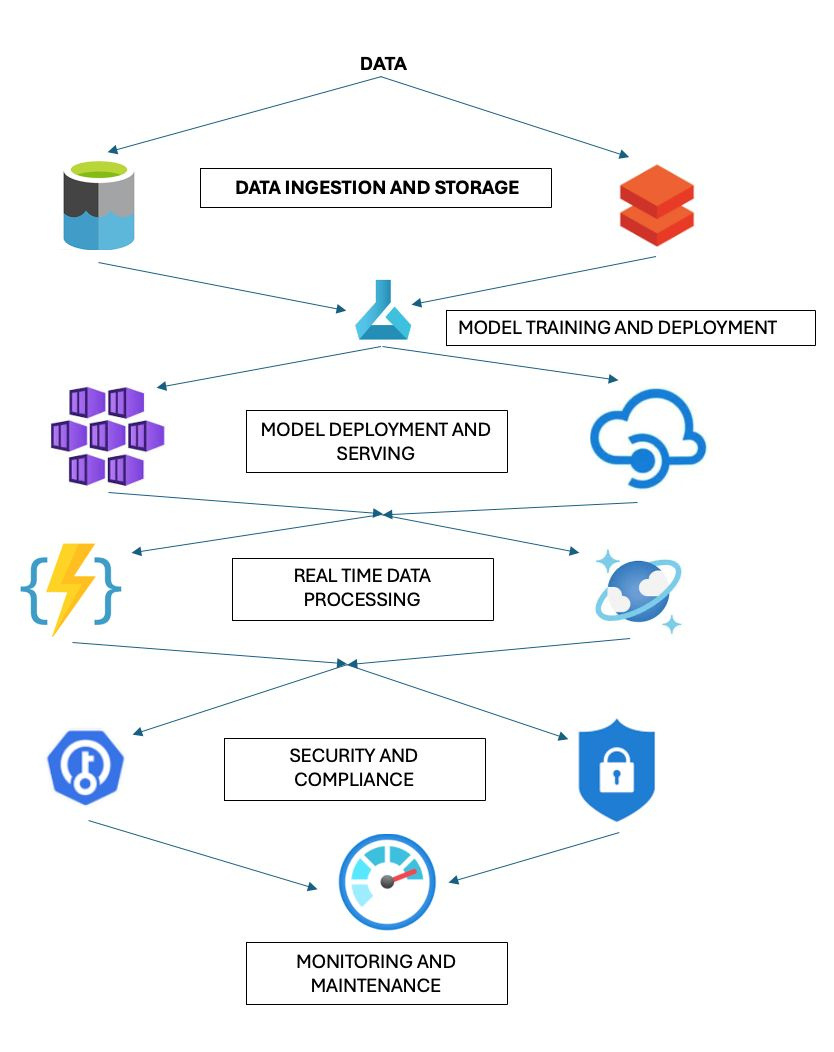 DATA
DATA INGESTION AND STORAGE
MODEL TRAINING AND DEPLOYMENT
MODEL DEPLOYMENT AND
SERVING
REAL TIME DATA
PROCESSING
SECURITY AND
COMPLIANCE
MONITORING AND
MAINTENANCE